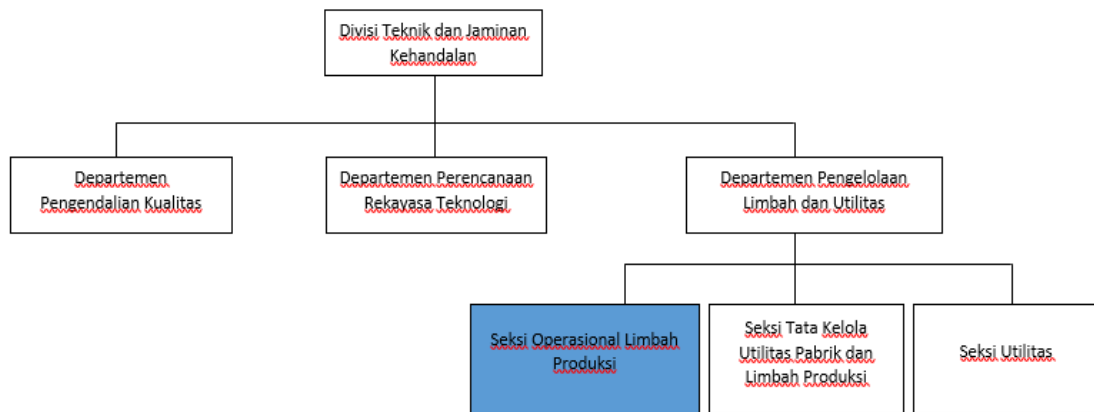 Divisi Teknik dan Jaminan
Kehandalan
Departemen
Pengendalian Kualitas
Departemen Perencanaan
Rekayasa Teknologi
Departemen Pengelolaan
Limbah dan Utilitas
Seksi Operasional Limbah
Produksi
Seksi Tata Kelola
Utilitas Pabrik dan
Limbah Produksi
Seksi Utilitas